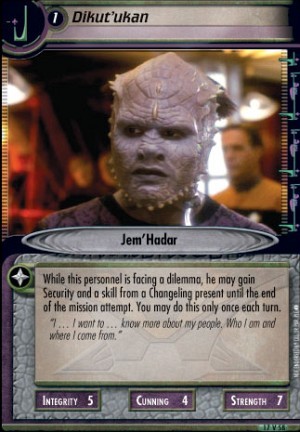 1 Dikut'ukan
Jem'Hadar
While this personnel is facing a dilemma, he may gain
Security and a skill from a Changeling present until the end
of the mission attempt. You may do this only once each turn.
"I ... I want to ... know more about my people. Who I am and
where I come from."
INTEGRITY 5 CUNNING 4 STRENGTH 7
17 V 58